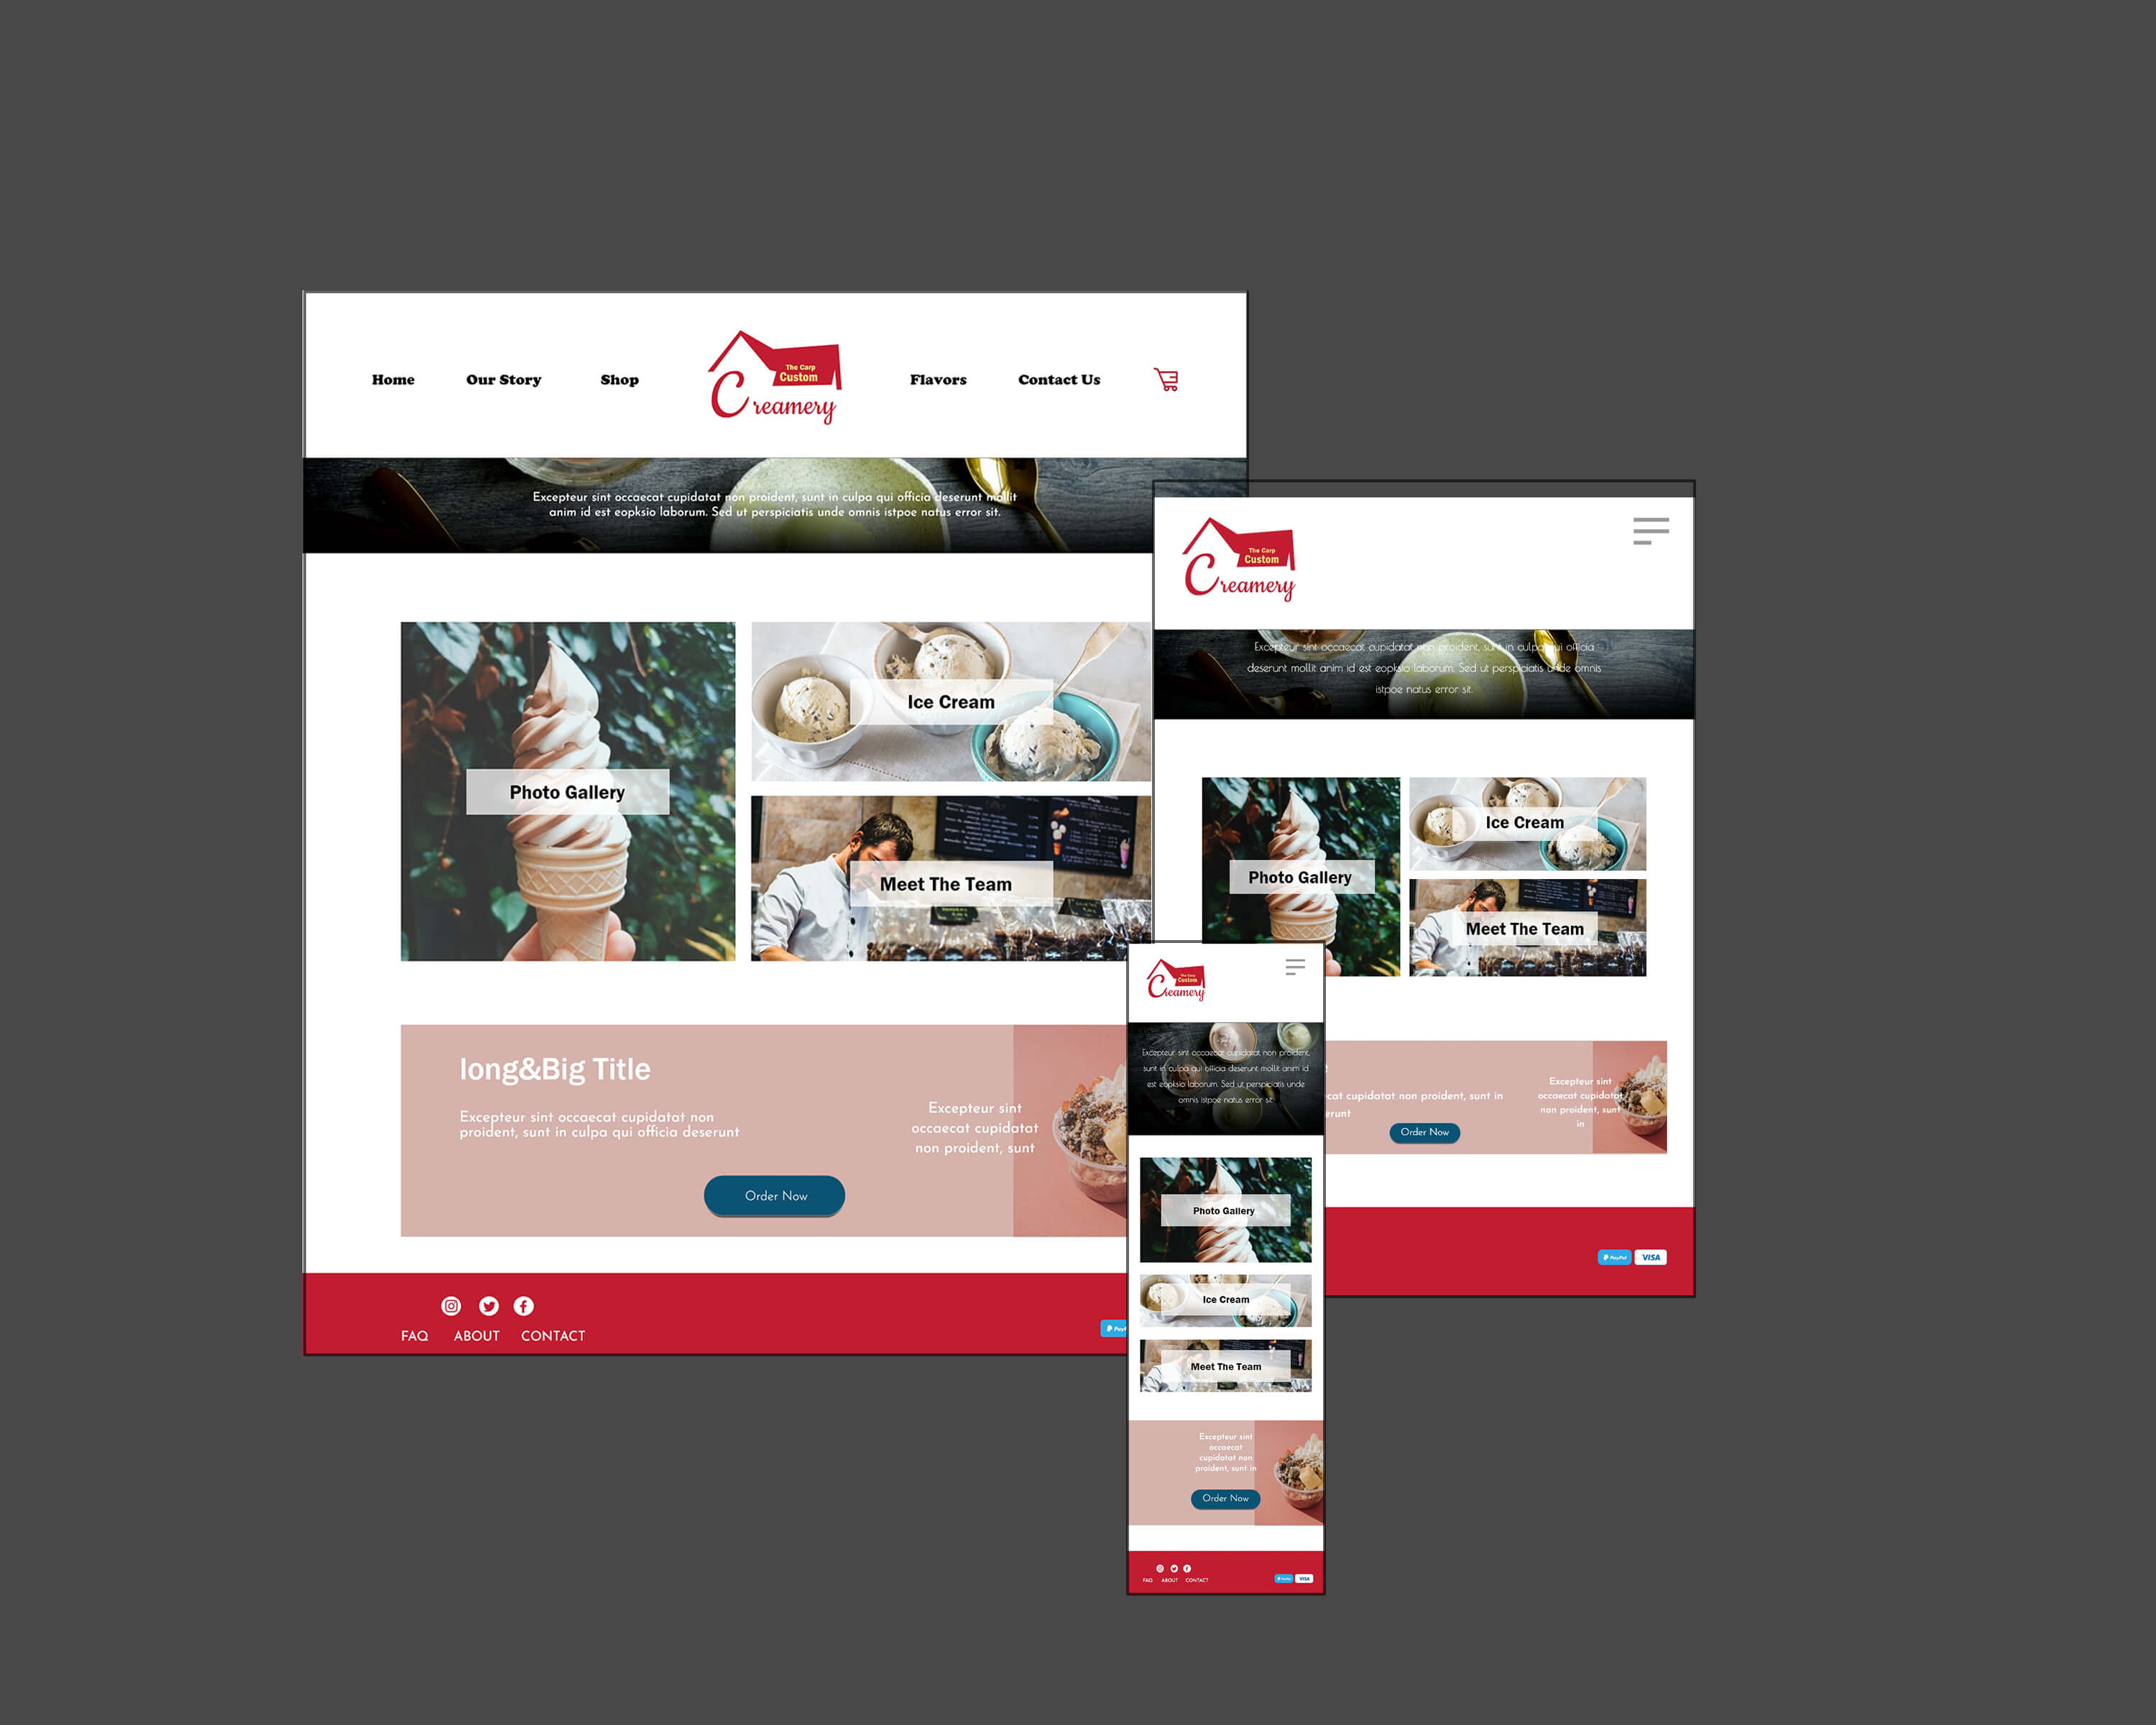 Home
Our Story
Shop
The Carp
Custom
Creamery
Flavors
Contact Us
Excepteur sint occaecat cupidatat non proident, sunt in culpa qui officia deserunt mollit
anim id est eopksio laborum. Sed ut perspiciatis unde omnis istpoe natus error sit.
Photo Gallery
Ice Cream
Meet The Team
long&Big Title
Excepteur sint occaecat cupidatat non
proident, sunt in culpa qui officia deserunt
Excepteur sint
occaecat cupidatat
non proident, sunt
Order Now
FAQ
ABOUT
CONTACT
The Carp
Custom
Creamery
Excepteur sint occaecat cupidatat non proident, sunt in culpa qui officia
deserunt mollit anim id est eopksio laborum. Sed ut perspiciatis unde omnis
istpoe natus error sit.
Photo Gallery
Ice Cream
Meet The Team
cat cupidatat non proident, sunt in
erunt
Excepteur sint
occaecat cupidatat
non proident, sunt
in
Order Now
PayPal
VISA
The Carp
Custom
Creamery
Excepteur sint occaecat cupidatat non proident,
sunt in culpa qui officia deserunt mollit anim id
est eopksio laborum. Sed ut perspiciatis unde
omnis istpoe natus error sit.
Photo Gallery
Ice Cream
Meet The Team
Excepteur sint
occaecat
cupidatat non
proident, sunt in
Order Now
FAQ
ABOUT
CONTACT
PayPal
VISA